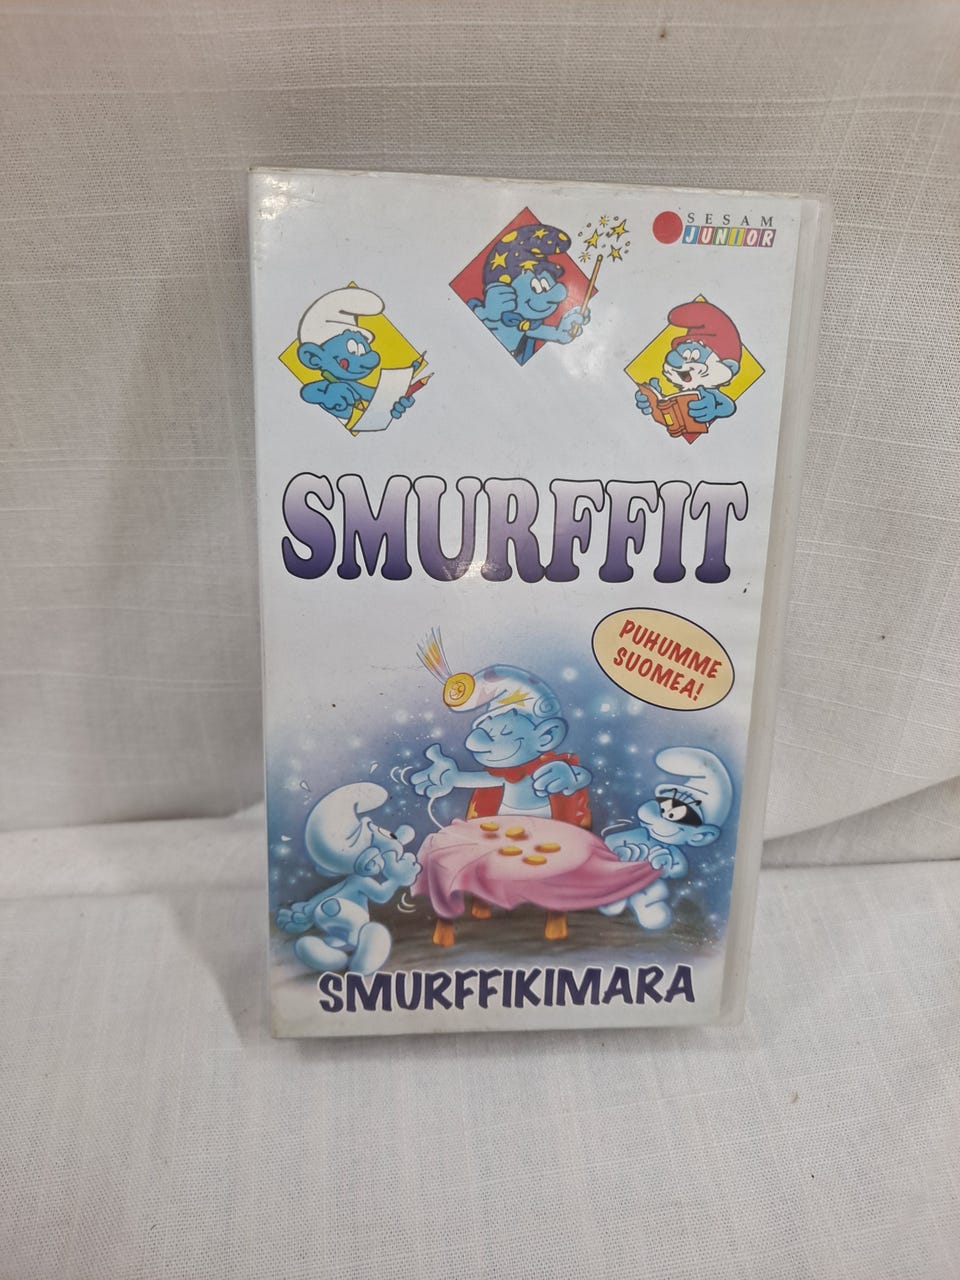 SESAM
JUNIOR
SMURFFIT
PUHUMME
SUOMEA!
SMURFFIKIMARA